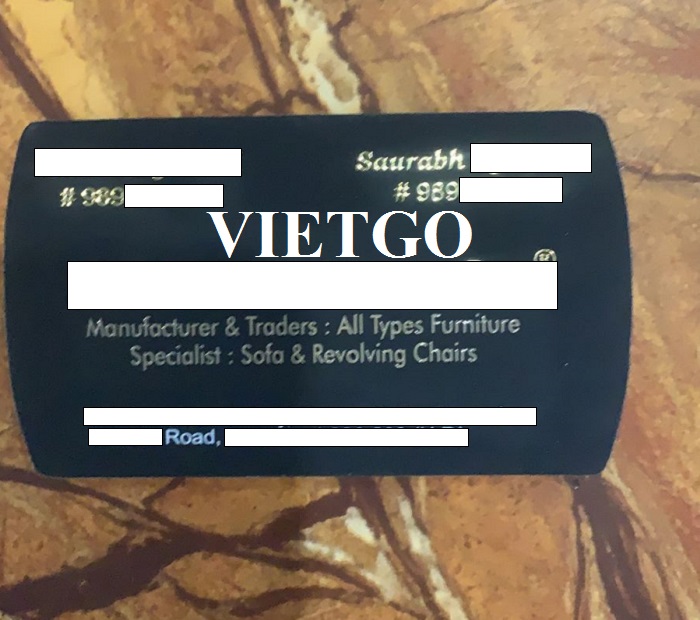 Saurabh
# 989
# 989
VIETGO
®
Manufacturer & Traders : All Types Furniture
Specialist : Sofa & Revolving Chairs
Road,